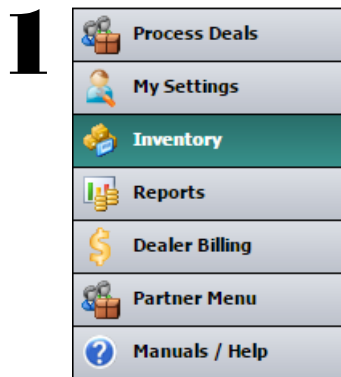 1
Process Deals
My Settings
Inventory
Reports
Dealer Billing
Partner Menu
Manuals / Help